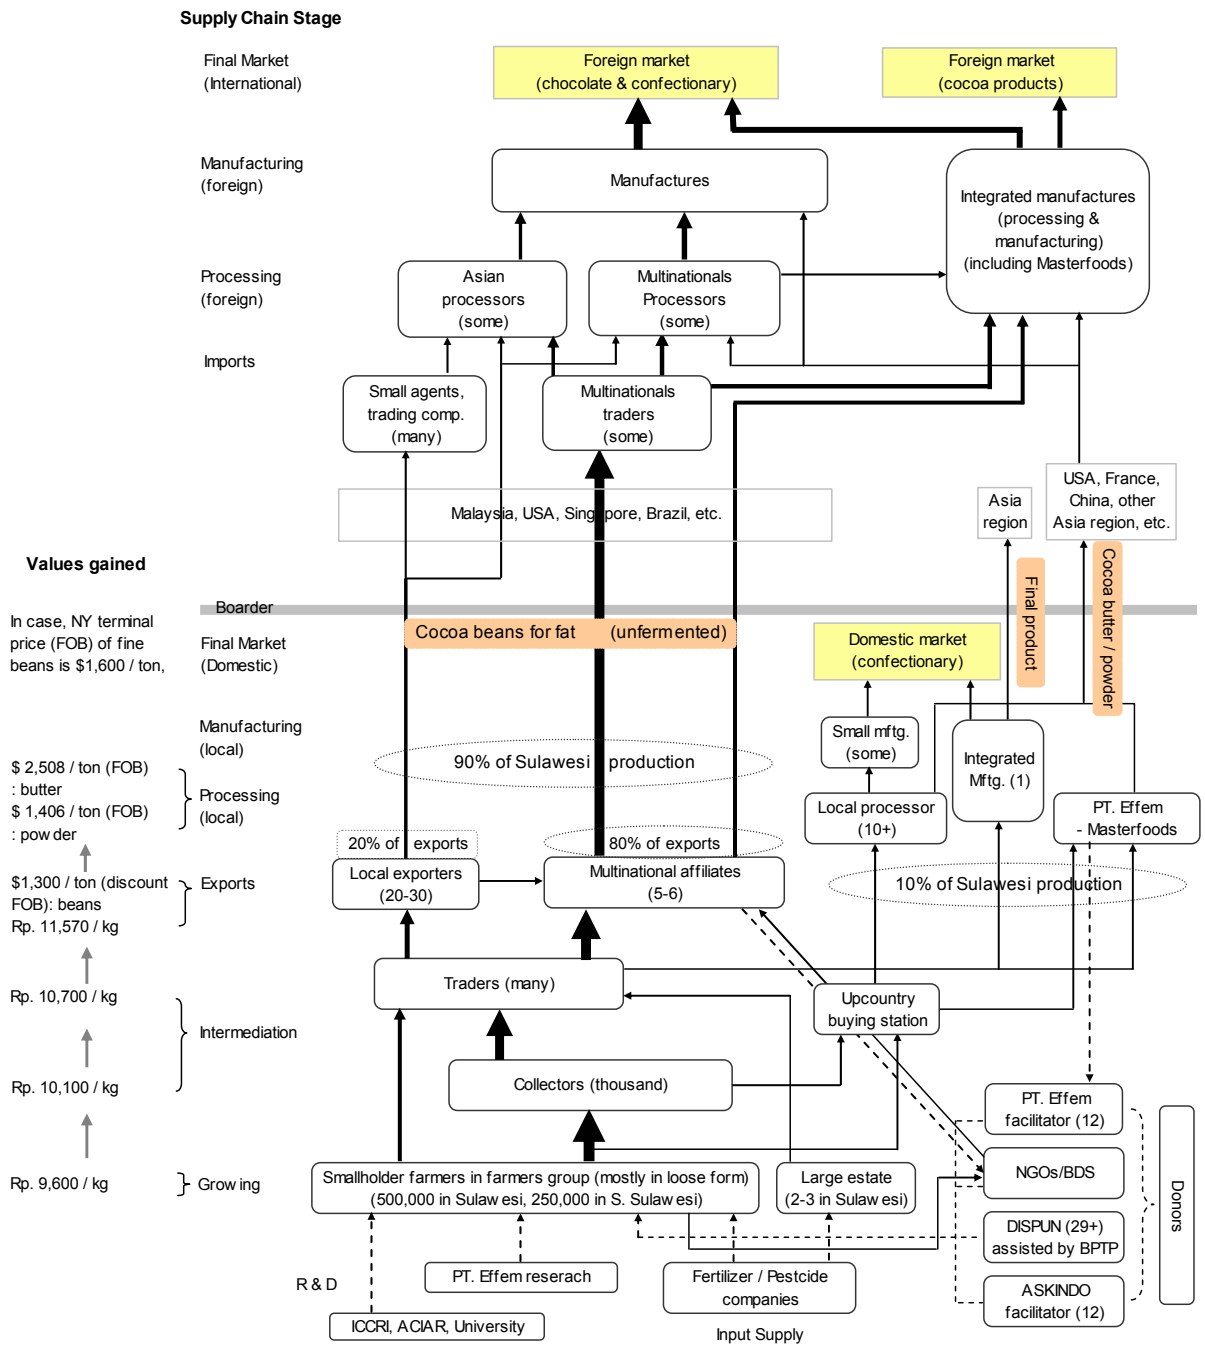 Supply Chain Stage
Final Market
(International)
Foreign market
(chocolate & confectionary)
Foreign market
(cocoa products)
Manufacturing
(foreign)
Manufactures
Integrated manufactures
(processing &
manufacturing)
(including Masterfoods)
Processing
(foreign)
Asian
processors
(some)
Multinationals
Processors
(some)
Imports
Small agents,
trading comp.
(many)
Multinationals
traders
(some)
Malaysia, USA, Singapore, Brazil, etc.
Asia
region
USA, France,
China, other
Asia region, etc.
Values gained
Final product
Cocoa butter / powder
Boarder
In case, NY terminal
price (FOB) of fine
beans is $1,600 / ton,
Final Market
(Domestic)
Cocoa beans for fat (unfermented)
Domestic market
(confectionary)
Manufacturing
(local)
Small mftg.
(some)
Integrated
Mftg. (1)
90% of Sulawesi production
$ 2,508 / ton (FOB)
: butter
$ 1,406 / ton (FOB)
: powder
Processing
(local)
Local processor
(10+)
PT. Effem
- Masterfoods
20% of exports
80% of exports
$1,300 / ton (discount
FOB): beans
Rp. 11,570 / kg
Exports
Local exporters
(20-30)
Multinational affiliates
(5-6)
10% of Sulawesi production
Rp. 10,700 / kg
Traders (many)
Upcountry
buying station
Intermediation
Rp. 10,100 / kg
Collectors (thousand)
PT. Effem
facilitator (12)
Rp. 9,600 / kg
Growing
Smallholder farmers in farmers group (mostly in loose form)
(500,000 in Sulawesi, 250,000 in S. Sulawesi)
Large estate
(2-3 in Sulawesi)
NGOs/BDS
Donors
DISPUN (29+)
assisted by BPTP
R & D
PT. Effem reserach
Fertilizer / Pestcide
companies
ASKINDO
facilitator (12)
ICCRI, ACIAR, University
Input Supply